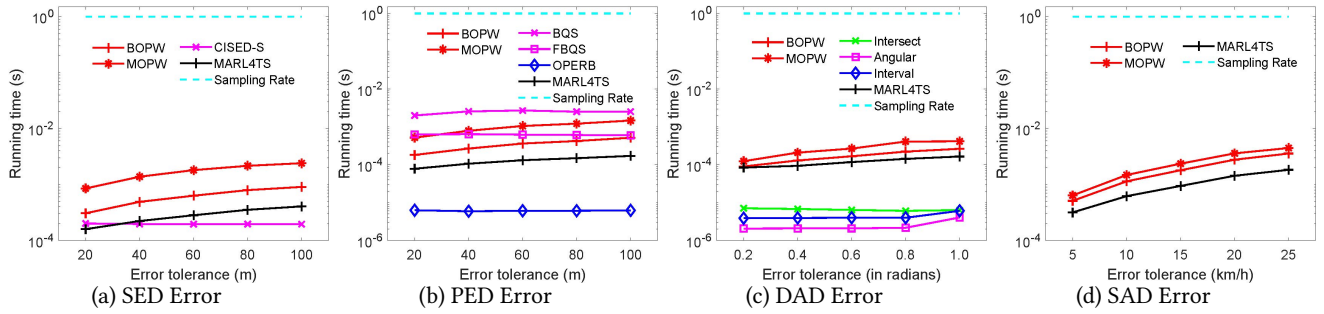 Running time (s)
10^0
10^-2
10^-4
BOPW
MOPW
CISED-S
MARL4TS
Sampling Rate
20 40 60 80 100
Error tolerance (m)
(a) SED Error
Running time (s)
10^0
10^-2
10^-4
10^-6
BOPW
MOPW
BQS
FBQS
OPERB
MARL4TS
Sampling Rate
20 40 60 80 100
Error tolerance (m)
(b) PED Error
Running time (s)
10^0
10^-2
10^-4
10^-6
BOPW
MOPW
Intersect
Angular
Interval
MARL4TS
Sampling Rate
0.2 0.4 0.6 0.8 1.0
Error tolerance (in radians)
(c) DAD Error
Running time (s)
10^0
10^-2
10^-4
BOPW
MOPW
MARL4TS
Sampling Rate
5 10 15 20 25
Error tolerance (km/h)
(d) SAD Error